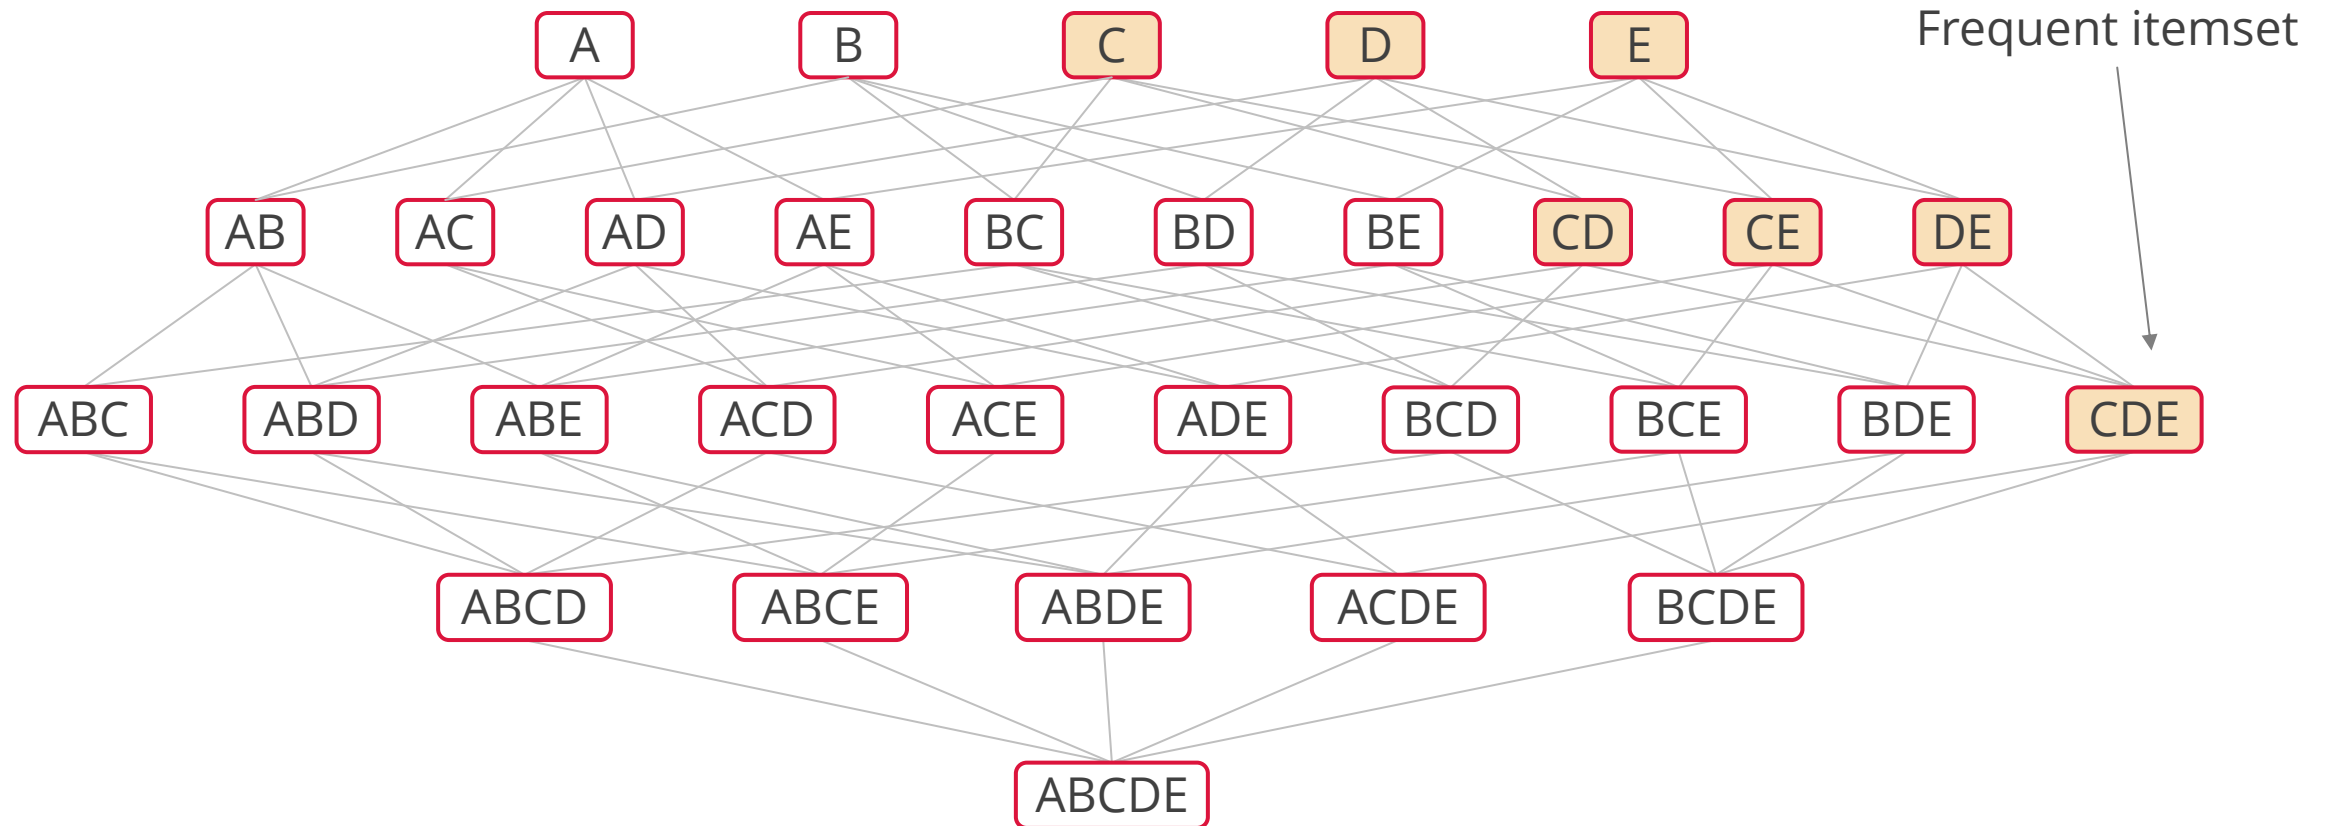 A B C D E Frequent itemset
AB AC AD AE BC BD BE CD CE DE
ABC ABD ABE ACD ACE ADE BCD BCE BDE CDE
ABCD ABCE ABDE ACDE BCDE
ABCDE